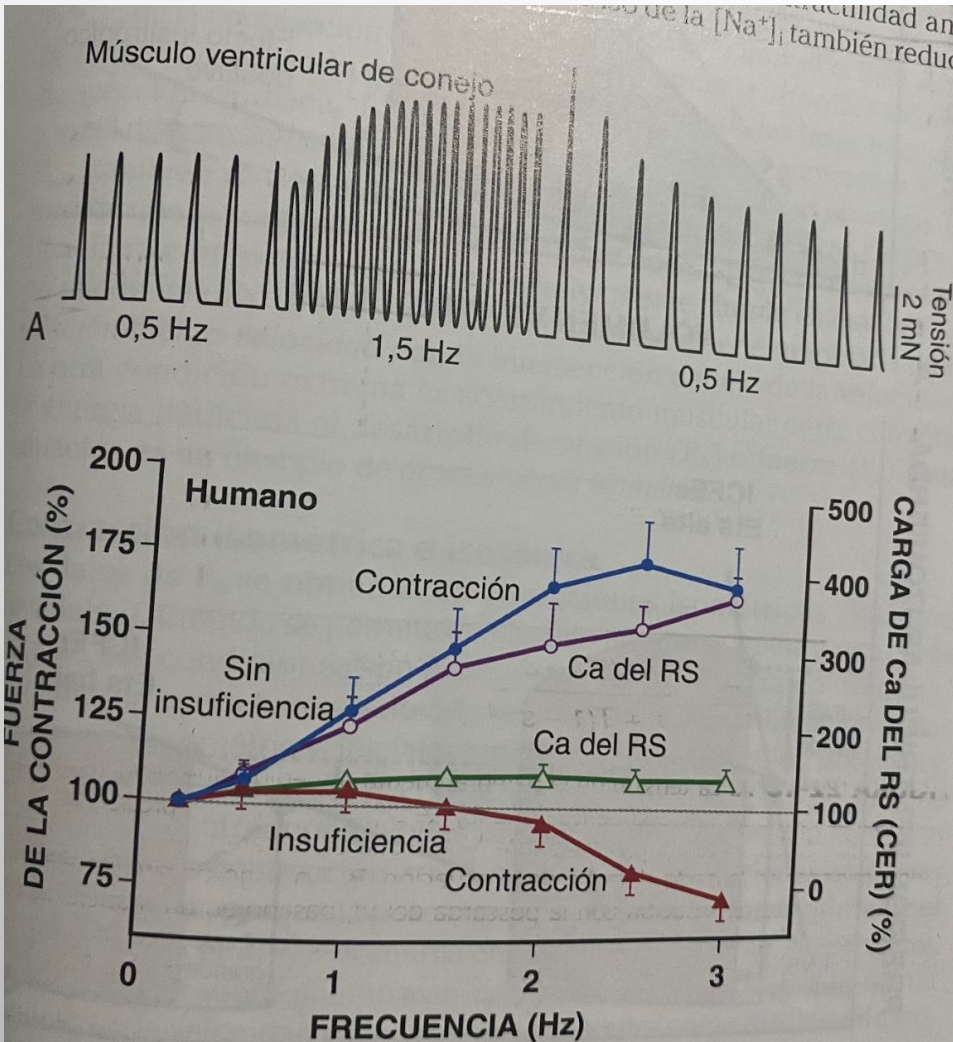 de la [Na⁺]i también reduc
Músculo ventricular de conejo
Tensión
2 mN
A
0,5 Hz
1,5 Hz
0,5 Hz
200
175
150
125
100
75
FUERZA
DE LA CONTRACCIÓN (%)
Humano
Contracción
Sin
insuficiencia
Ca del RS
Ca del RS
Insuficiencia
Contracción
500
400
300
200
100
0
CARGA DE Ca DEL RS (CER) (%)
0
1
2
3
FRECUENCIA (Hz)